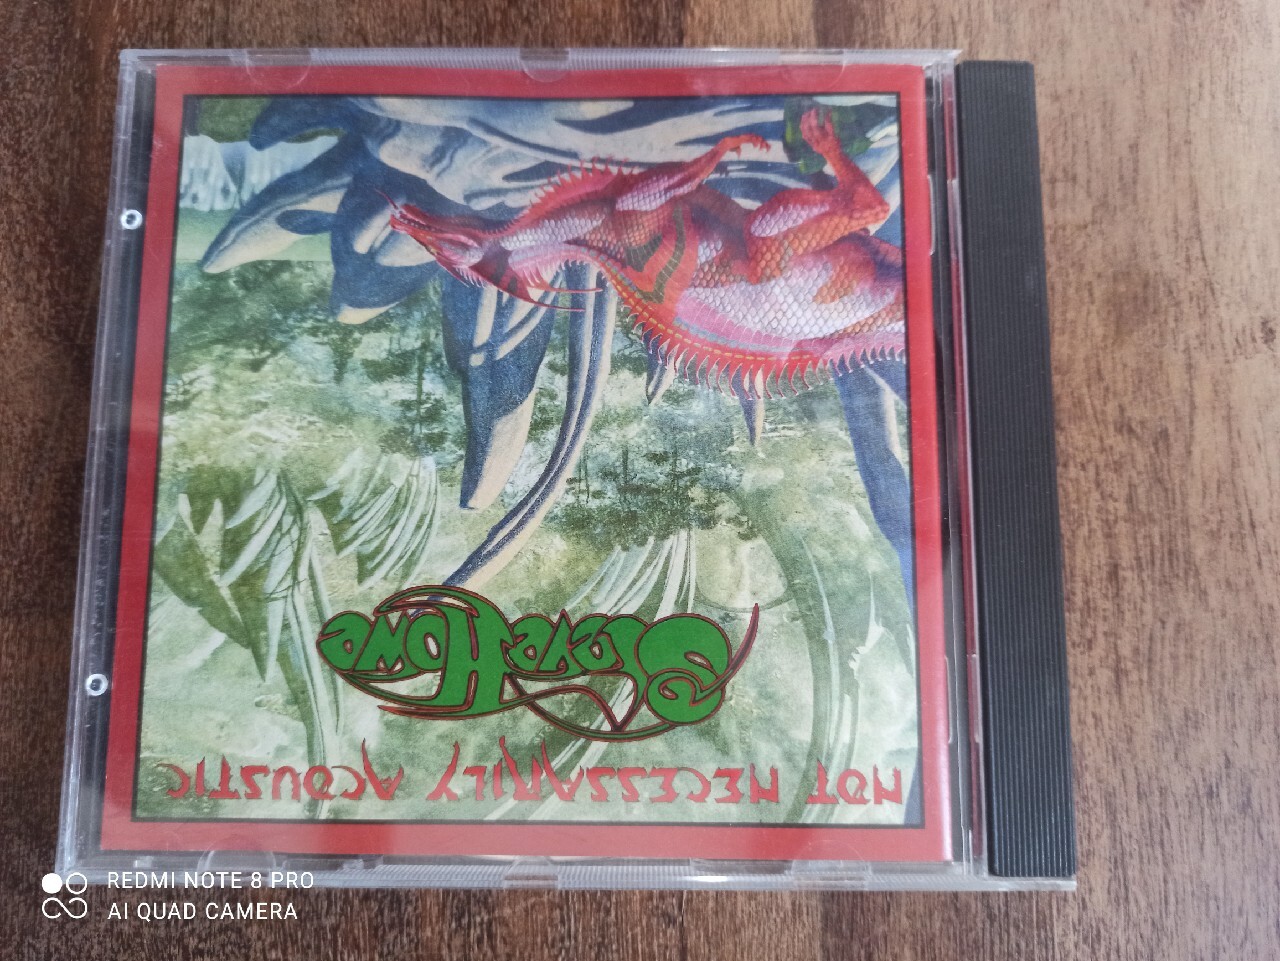 NOT NECESSARILY ACOUSTIC
Steve Howe
REDMI NOTE 8 PRO
AI QUAD CAMERA